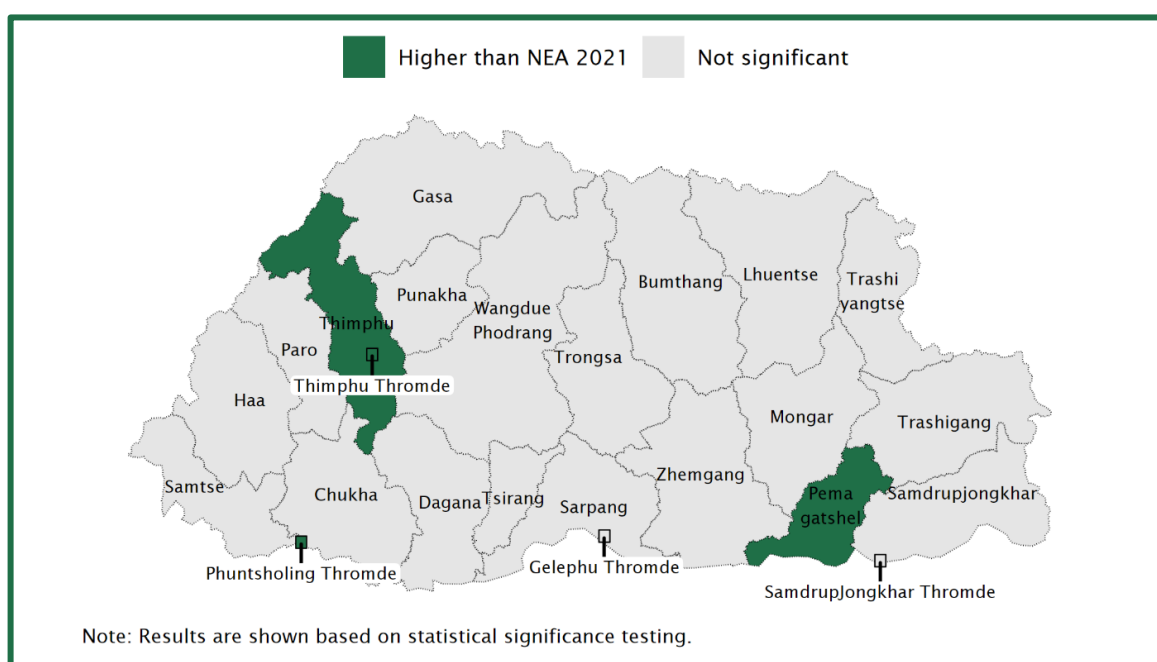 Higher than NEA 2021
Not significant
Gasa
Punakha
Wangdue
Phodrang
Bumthang
Lhuentse
Trashi
yangtse
Thimphu
Paro
Trongsa
Thimphu Thromde
Haa
Mongar
Trashigang
Samtse
Chukha
Dagana
Tsirang
Sarpang
Zhemgang
Pema
gatshel
Samdrupjongkhar
Phuntsholing Thromde
Gelephu Thromde
SamdrupJongkhar Thromde
Note: Results are shown based on statistical significance testing.